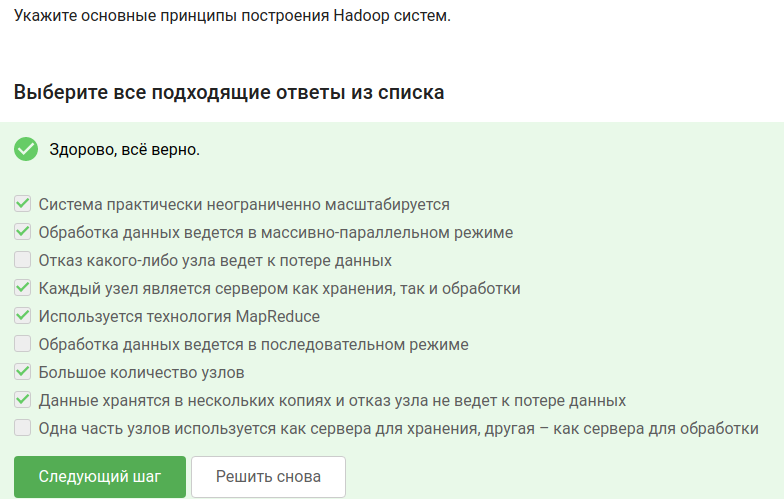 Укажите основные принципы построения Hadoop систем.
Выберите все подходящие ответы из списка
Здорово, всё верно.
Система практически неограниченно масштабируется
Обработка данных ведется в массивно-параллельном режиме
Отказ какого-либо узла ведет к потере данных
Каждый узел является сервером как хранения, так и обработки
Используется технология MapReduce
Обработка данных ведется в последовательном режиме
Большое количество узлов
Данные хранятся в нескольких копиях и отказ узла не ведет к потере данных
Одна часть узлов используется как сервера для хранения, другая – как сервера для обработки
Следующий шаг Решить снова